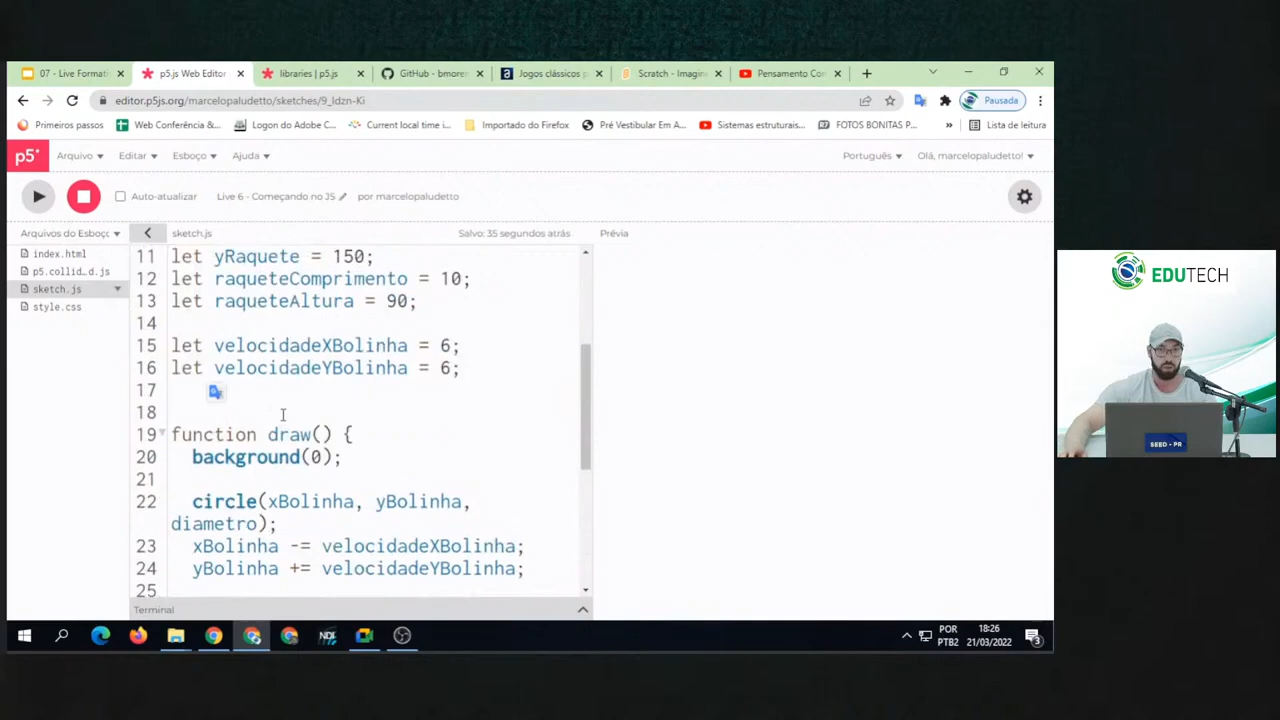 07 - Live Formati
p5.js Web Editor
libraries | p5.js
GitHub - bmoren
Jogos clássicos p
Scratch - Imagine
Pensamento Con
editor.p5js.org/marcelopaludetto/sketches/9_ldzn-Ki
Pausada
Primeiros passos
Web Conferência &...
Logon do Adobe C...
Current local time i...
Importado do Firefox
Pré Vestibular Em A...
Sistemas estruturais...
FOTOS BONITAS P...
»
Lista de leitura
p5*
Arquivo
Editar
Esboço
Ajuda
Português
Olá, marcelopaludetto!
Auto-atualizar
Live 6 - Começando no JS
por marcelopaludetto
Arquivos do Esboço
sketch.js
Salvo: 35 segundos atrás
Prévia
index.html
p5.collid…d.js
sketch.js
style.css
11 let yRaquete = 150;
12 let raqueteComprimento = 10;
13 let raqueteAltura = 90;
14
15 let velocidadeXBolinha = 6;
16 let velocidadeYBolinha = 6;
17
18
19 function draw() {
20 background(0);
21
22 circle(xBolinha, yBolinha,
diametro);
23 xBolinha -= velocidadeXBolinha;
24 yBolinha += velocidadeYBolinha;
25
Terminal
EDUTECH
SEED - PR
NDI
POR
PTB2
18:26
21/03/2022
3